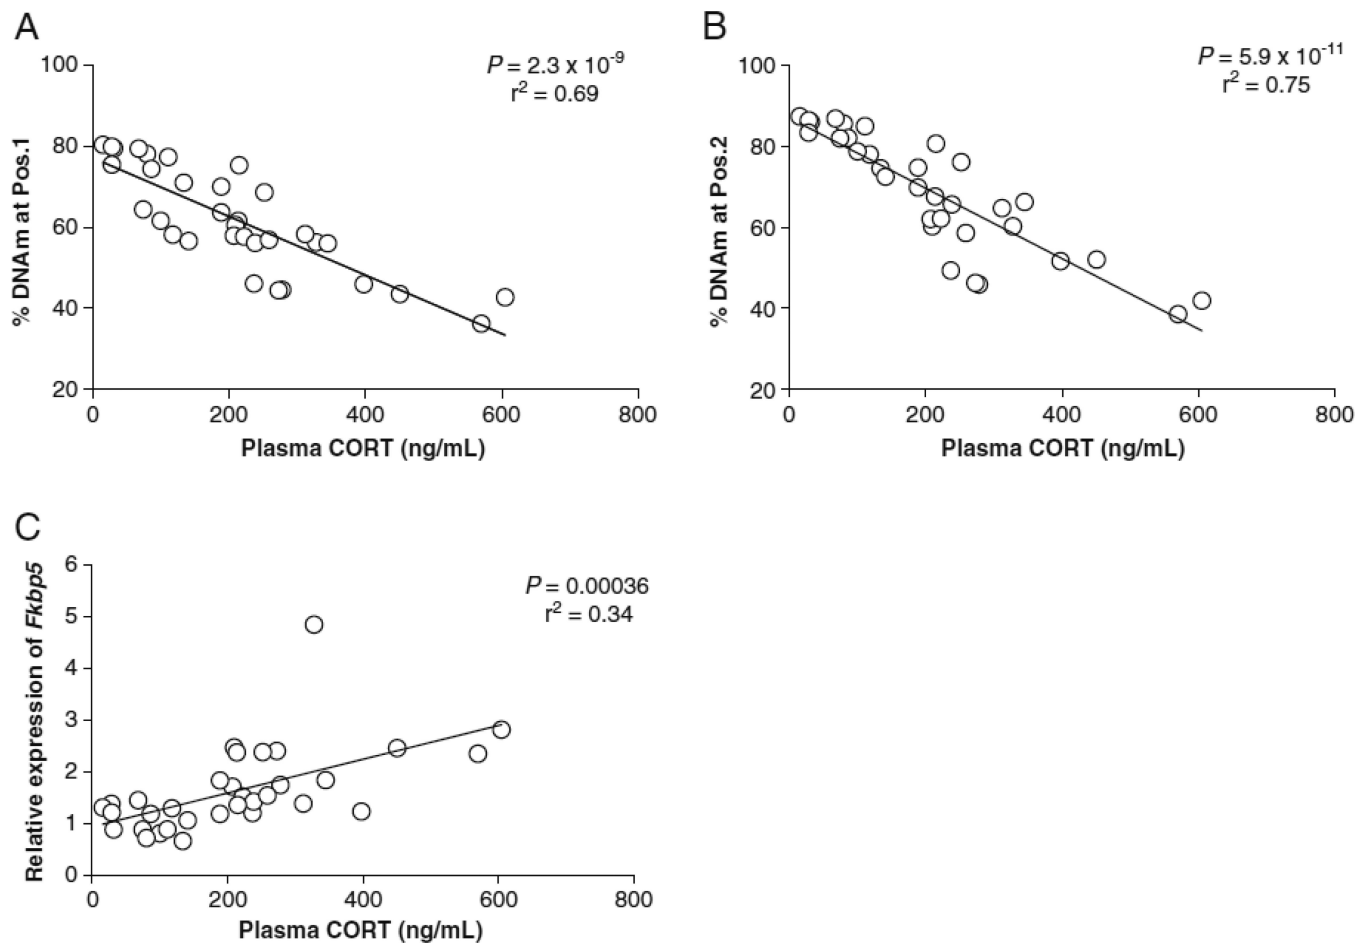 A
P = 2.3 x 10⁻⁹
r² = 0.69
% DNAm at Pos.1
100
80
60
40
20
0 200 400 600 800
Plasma CORT (ng/mL)
B
P = 5.9 x 10⁻¹¹
r² = 0.75
% DNAm at Pos.2
100
80
60
40
20
0 200 400 600 800
Plasma CORT (ng/mL)
C
P = 0.00036
r² = 0.34
Relative expression of Fkbp5
6
5
4
3
2
1
0
0 200 400 600 800
Plasma CORT (ng/mL)